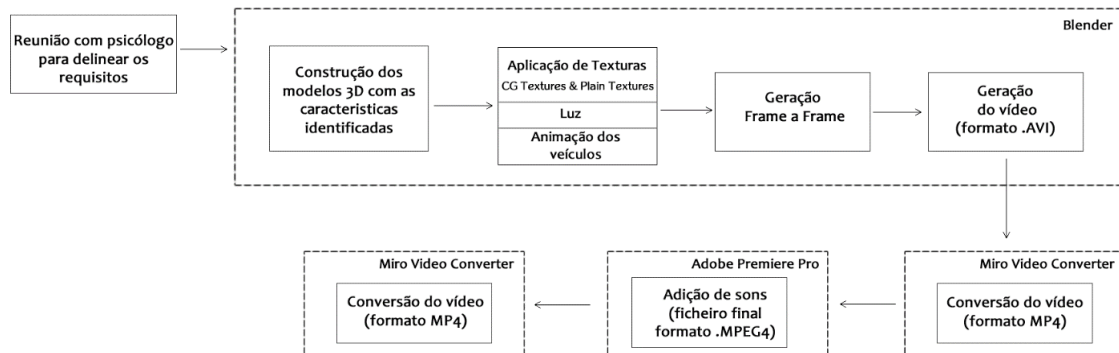 Blender
Reunião com psicólogo
para delinear os
requisitos
Construção dos
modelos 3D com as
caracteristicas
identificadas
Aplicação de Texturas
CG Textures & Plain Textures
Luz
Animação dos
veículos
Geração
Frame a Frame
Geração
do vídeo
(formato .AVI)
Miro Video Converter
Conversão do vídeo
(formato MP4)
Adobe Premiere Pro
Adição de sons
(ficheiro final
formato .MPEG4)
Miro Video Converter
Conversão do vídeo
(formato MP4)